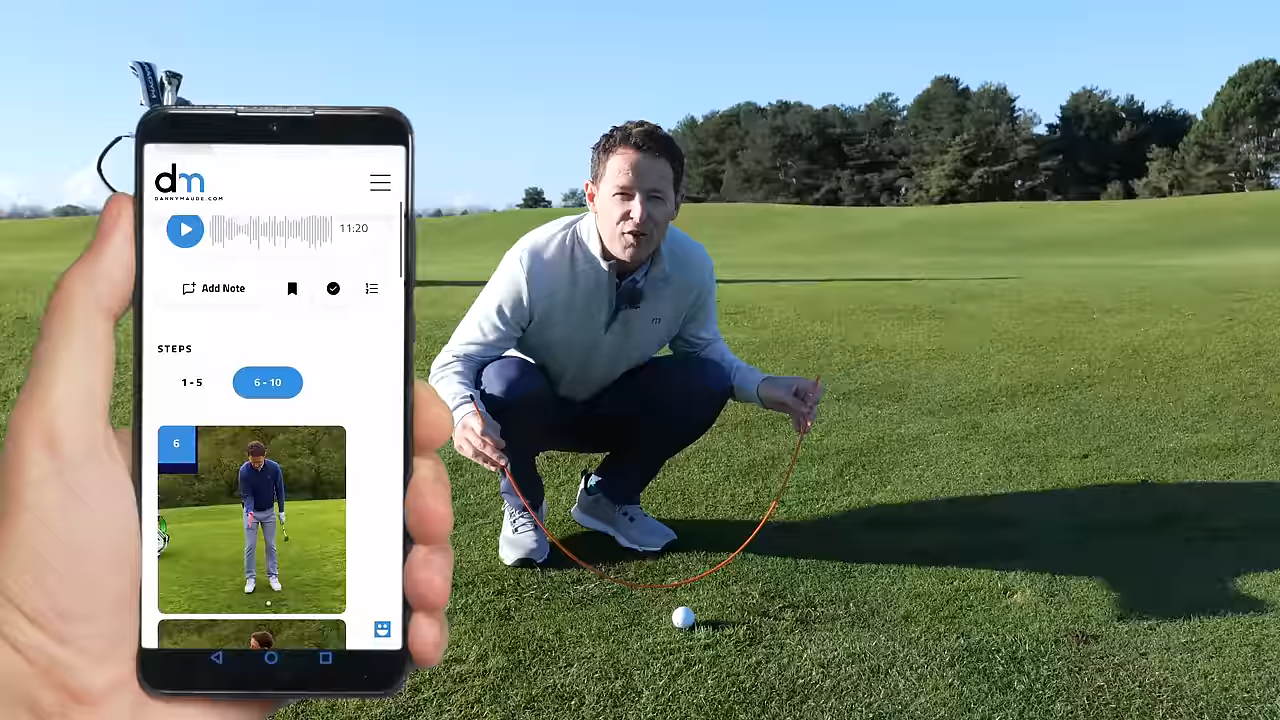 dm
DANNYMAUDE.COM
11:20
Add Note
STEPS
1 - 5
6 - 10
6
m